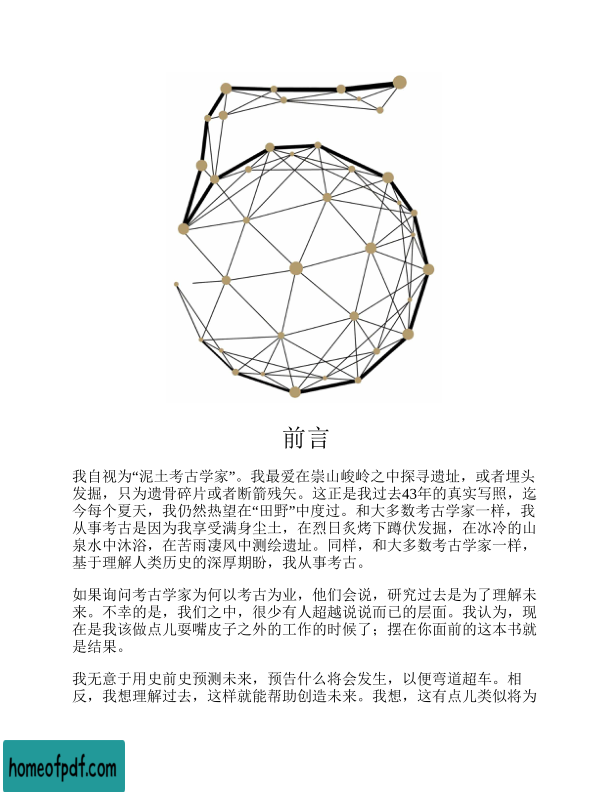 前言
我自视为“泥土考古学家”。我最爱在崇山峻岭之中探寻遗址，或者埋头
发掘，只为遗骨碎片或者断箭残矢。这正是我过去43年的真实写照，迄
今每个夏天，我仍然热望在“田野”中度过。和大多数考古学家一样，我
从事考古是因为我享受满身尘土，在烈日炙烤下蹲伏发掘，在冰冷的山
泉水中沐浴，在苦雨凄风中测绘遗址。同样，和大多数考古学家一样，
基于理解人类历史的深厚期盼，我从事考古。
如果询问考古学家为何以考古为业，他们会说，研究过去是为了理解未
来。不幸的是，我们之中，很少有人超越说说而已的层面。我认为，现
在是我该做点儿耍嘴皮子之外的工作的时候了；摆在你面前的这本书就
是结果。
我无意于用史前史预测未来，预告什么将会发生，以便弯道超车。相
反，我想理解过去，这样就能帮助创造未来。我想，这有点儿类似将为
homeofpdf.com